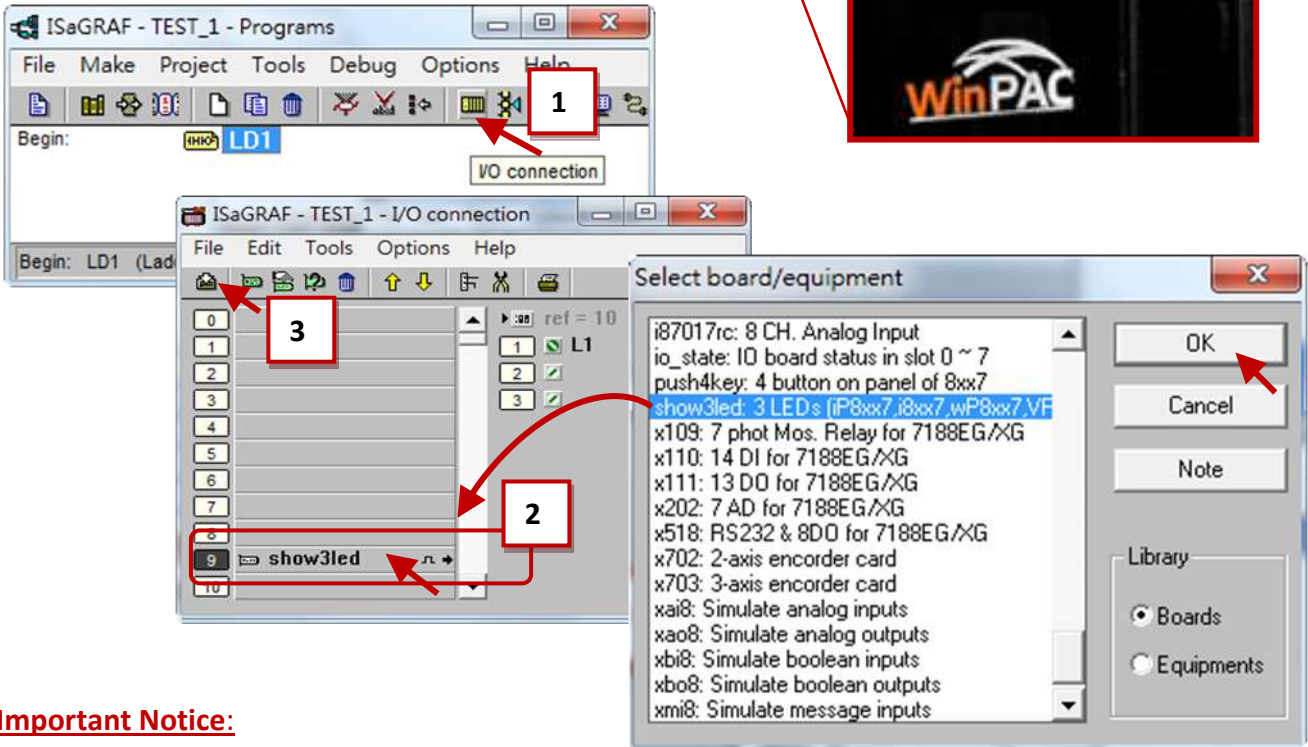 ISaGRAF - TEST_1 - Programs
File Make Project Tools Debug Options Help
1
Begin: LD1
I/O connection
Begin: LD1
ISaGRAF - TEST_1 - I/O connection
File Edit Tools Options Help
3
ref = 10
0
1
2
3
4
5
6
7
8
9 show3led
10
1 L1
2
3
2
WinPAC
Select board/equipment
i87017rc: 8 CH. Analog Input
io_state: IO board status in slot 0 ~ 7
push4key: 4 button on panel of 8xx7
show3led: 3 LEDs (iP8xx7,i8xx7,wP8xx7,VF
x109: 7 phot Mos. Relay for 7188EG/XG
x110: 14 DI for 7188EG/XG
x111: 13 DO for 7188EG/XG
x202: 7 AD for 7188EG/XG
x518: RS232 & 8DO for 7188EG/XG
x702: 2-axis encorder card
x703: 3-axis encorder card
xai8: Simulate analog inputs
xao8: Simulate analog outputs
xbi8: Simulate boolean inputs
xbo8: Simulate boolean outputs
xmi8: Simulate message inputs
OK
Cancel
Note
Library
Boards
Equipments
Important Notice: